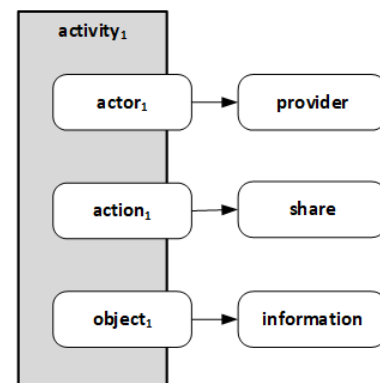 activity₁
actor₁
provider
action₁
share
object₁
information